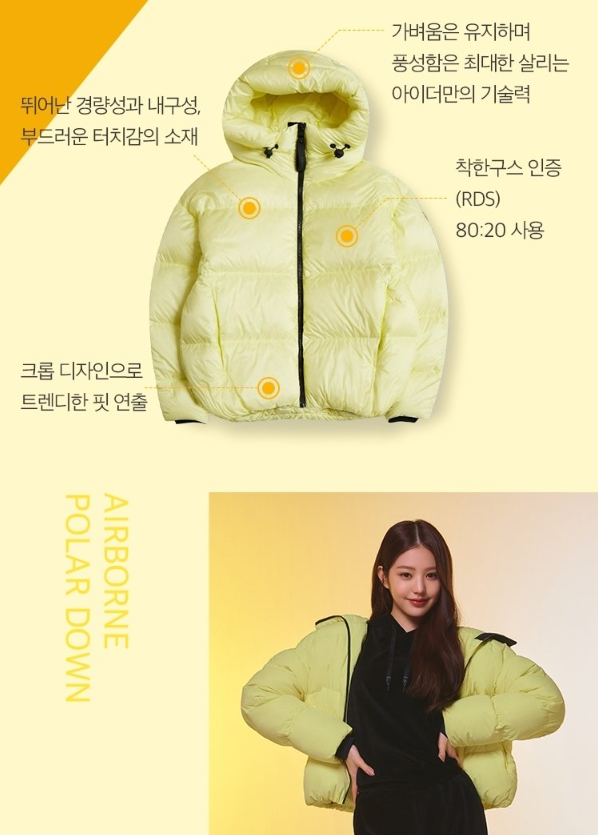 가벼움은 유지하며
풍성함은 최대한 살리는
아이더만의 기술력
뛰어난 경량성과 내구성,
부드러운 터치감의 소재
착한구스 인증
(RDS)
80:20 사용
크롭 디자인으로
트렌디한 핏 연출
AIRBORNE
POLAR DOWN